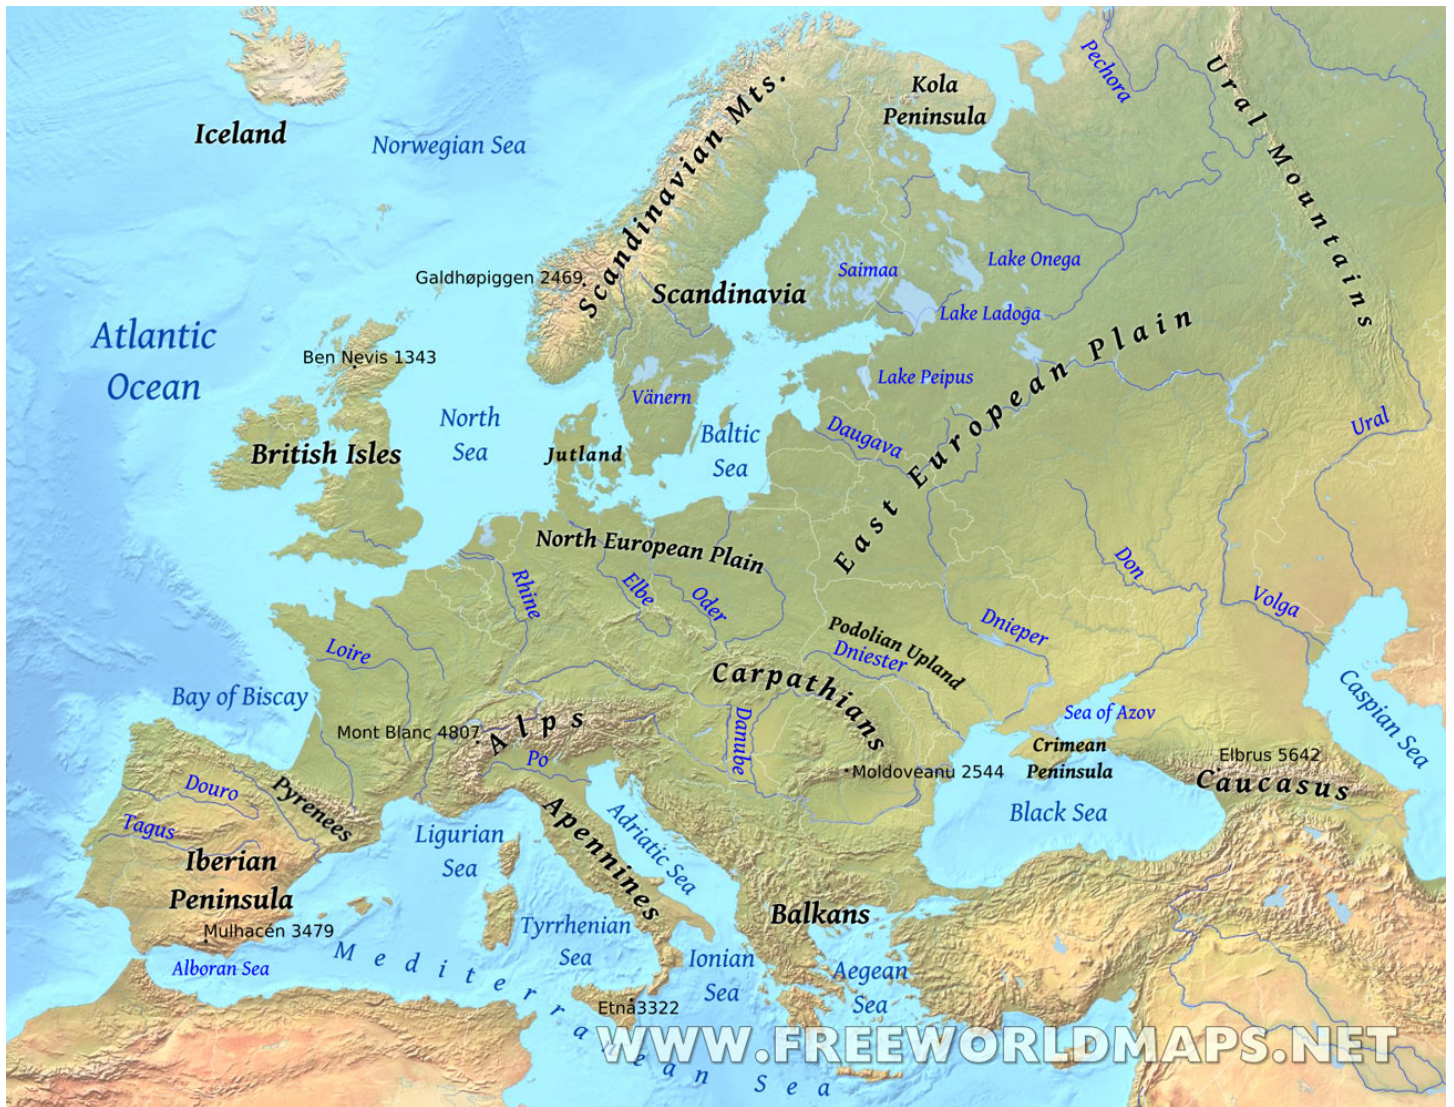 Pechora
Ural Mountains
Kola
Peninsula
Scandinavian Mts.
Iceland
Norwegian Sea
Lake Onega
Saimaa
Galdhøpiggen 2469
Scandinavia
Lake Ladoga
Atlantic
Ocean
East European Plain
Ben Nevis 1343
Lake Peipus
Vänern
North
Sea
Ural
Daugava
Baltic
Sea
British Isles
Jutland
North European Plain
Don
Rhine
Elbe
Oder
Volga
Dnieper
Podolian Upland
Loire
Dniester
Carpathians
Bay of Biscay
Caspian Sea
Sea of Azov
Alps
Mont Blanc 4807
Danube
Crimean
Peninsula
Elbrus 5642
Po
Moldoveanu 2544
Caucasus
Douro
Pyrenees
Black Sea
Tagus
Ligurian
Sea
Apennines
Adriatic Sea
Iberian
Peninsula
Balkans
Mulhacén 3479
Tyrrhenian
Sea
Mediterranean Sea
Ionian
Sea
Alboran Sea
Aegean
Sea
Etna3322
WWW.FREEWORLDMAPS.NET